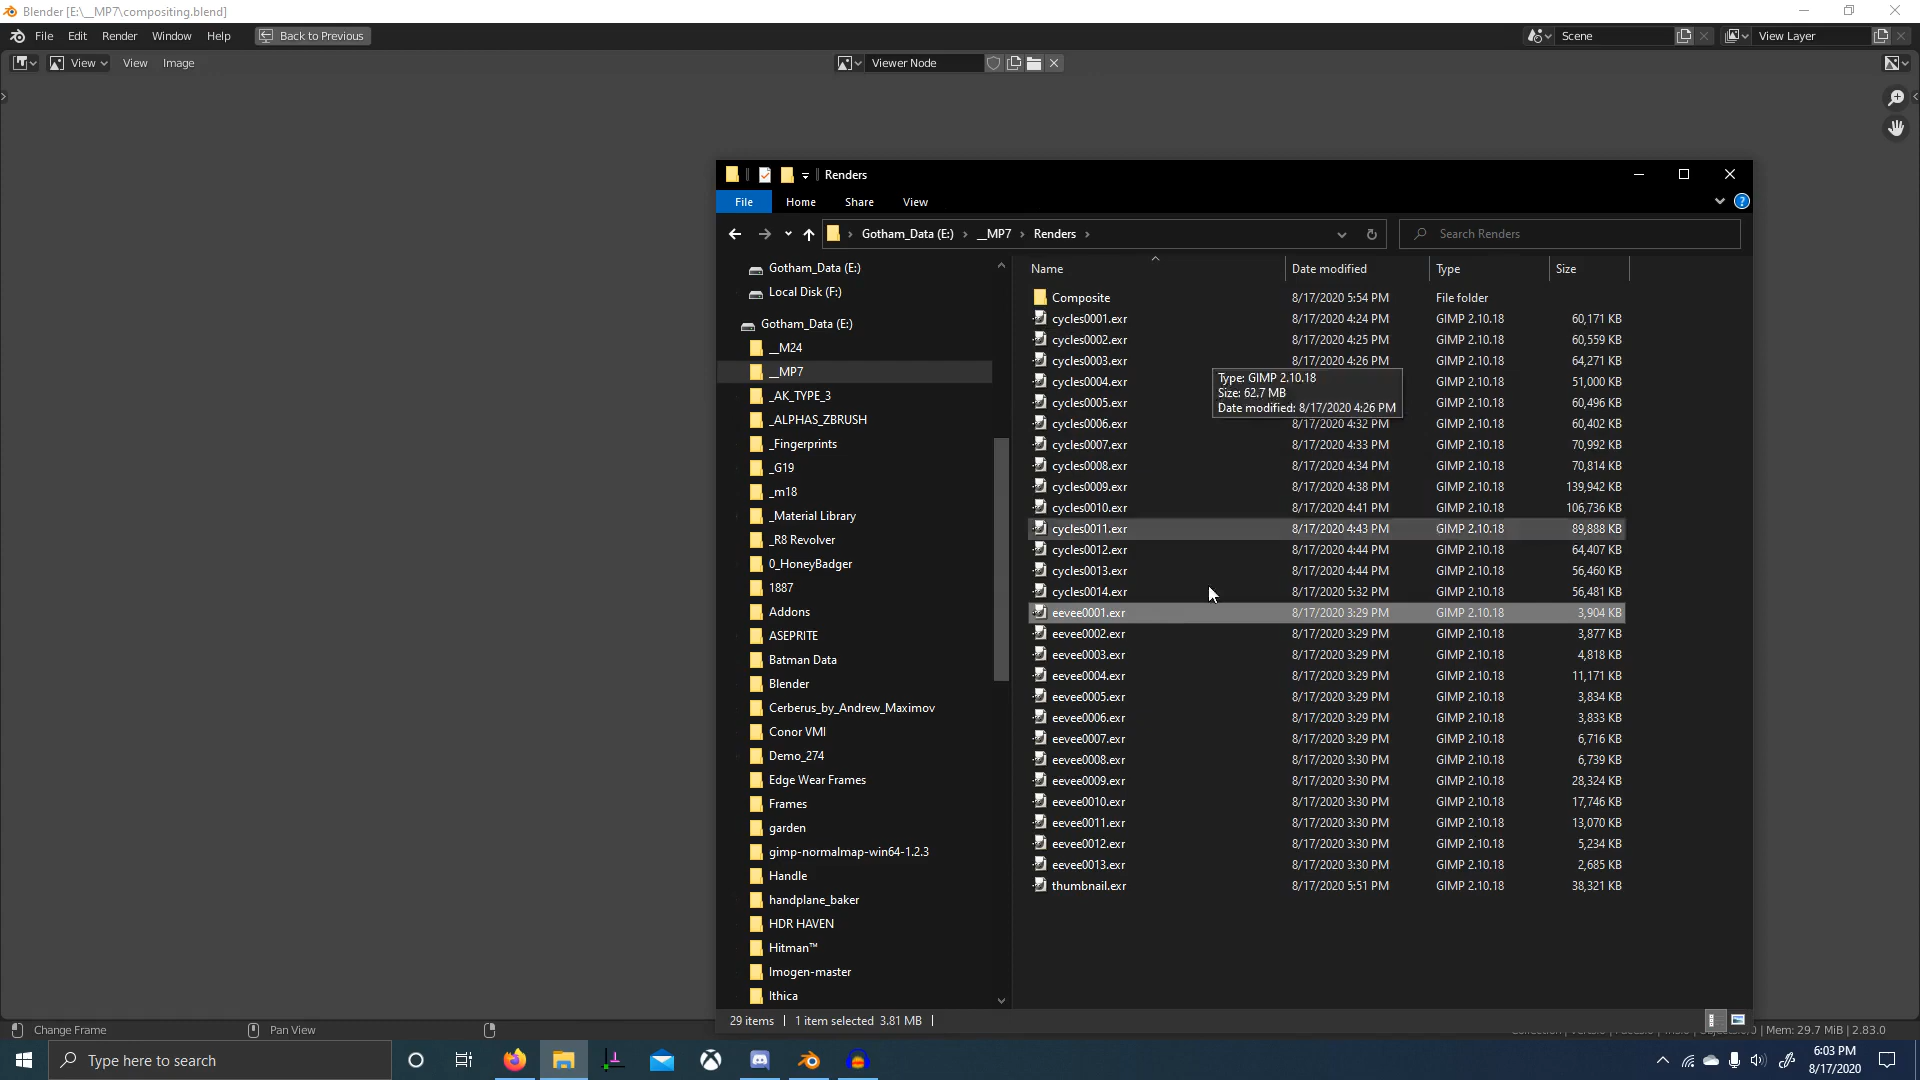 Blender [E:\__MP7\compositing.blend]
File Edit Render Window Help Back to Previous Scene View Layer
View View Image Viewer Node
Renders
File Home Share View
Gotham_Data (E:) __MP7 Renders Search Renders
Gotham_Data (E:)
Local Disk (F:)
Gotham_Data (E:)
__M24
__MP7
_AK_TYPE_3
_ALPHAS_ZBRUSH
_Fingerprints
_G19
_m18
_Material Library
_R8 Revolver
0_HoneyBadger
1887
Addons
ASEPRITE
Batman Data
Blender
Cerberus_by_Andrew_Maximov
Conor VMI
Demo_274
Edge Wear Frames
Frames
garden
gimp-normalmap-win64-1.2.3
Handle
handplane_baker
HDR HAVEN
Hitman™
Imogen-master
Ithica
Name Date modified Type Size
Composite 8/17/2020 5:54 PM File folder
cycles0001.exr 8/17/2020 4:24 PM GIMP 2.10.18 60,171 KB
cycles0002.exr 8/17/2020 4:25 PM GIMP 2.10.18 60,559 KB
cycles0003.exr 8/17/2020 4:26 PM GIMP 2.10.18 64,271 KB
cycles0004.exr GIMP 2.10.18 51,000 KB
cycles0005.exr GIMP 2.10.18 60,496 KB
Type: GIMP 2.10.18
Size: 62.7 MB
Date modified: 8/17/2020 4:26 PM
cycles0006.exr 8/17/2020 4:32 PM GIMP 2.10.18 60,402 KB
cycles0007.exr 8/17/2020 4:33 PM GIMP 2.10.18 70,992 KB
cycles0008.exr 8/17/2020 4:34 PM GIMP 2.10.18 70,814 KB
cycles0009.exr 8/17/2020 4:38 PM GIMP 2.10.18 139,942 KB
cycles0010.exr 8/17/2020 4:41 PM GIMP 2.10.18 106,736 KB
cycles0011.exr 8/17/2020 4:43 PM GIMP 2.10.18 89,888 KB
cycles0012.exr 8/17/2020 4:44 PM GIMP 2.10.18 64,407 KB
cycles0013.exr 8/17/2020 4:44 PM GIMP 2.10.18 56,460 KB
cycles0014.exr 8/17/2020 5:32 PM GIMP 2.10.18 56,481 KB
eevee0001.exr 8/17/2020 3:29 PM GIMP 2.10.18 3,904 KB
eevee0002.exr 8/17/2020 3:29 PM GIMP 2.10.18 3,877 KB
eevee0003.exr 8/17/2020 3:29 PM GIMP 2.10.18 4,818 KB
eevee0004.exr 8/17/2020 3:29 PM GIMP 2.10.18 11,171 KB
eevee0005.exr 8/17/2020 3:29 PM GIMP 2.10.18 3,834 KB
eevee0006.exr 8/17/2020 3:29 PM GIMP 2.10.18 3,833 KB
eevee0007.exr 8/17/2020 3:29 PM GIMP 2.10.18 6,716 KB
eevee0008.exr 8/17/2020 3:30 PM GIMP 2.10.18 6,739 KB
eevee0009.exr 8/17/2020 3:30 PM GIMP 2.10.18 28,324 KB
eevee0010.exr 8/17/2020 3:30 PM GIMP 2.10.18 17,746 KB
eevee0011.exr 8/17/2020 3:30 PM GIMP 2.10.18 13,070 KB
eevee0012.exr 8/17/2020 3:30 PM GIMP 2.10.18 5,234 KB
eevee0013.exr 8/17/2020 3:30 PM GIMP 2.10.18 2,685 KB
thumbnail.exr 8/17/2020 5:51 PM GIMP 2.10.18 38,321 KB
29 items 1 item selected 3.81 MB
Change Frame Pan View Mem: 29.7 MiB | 2.83.0
Type here to search
6:03 PM
8/17/2020